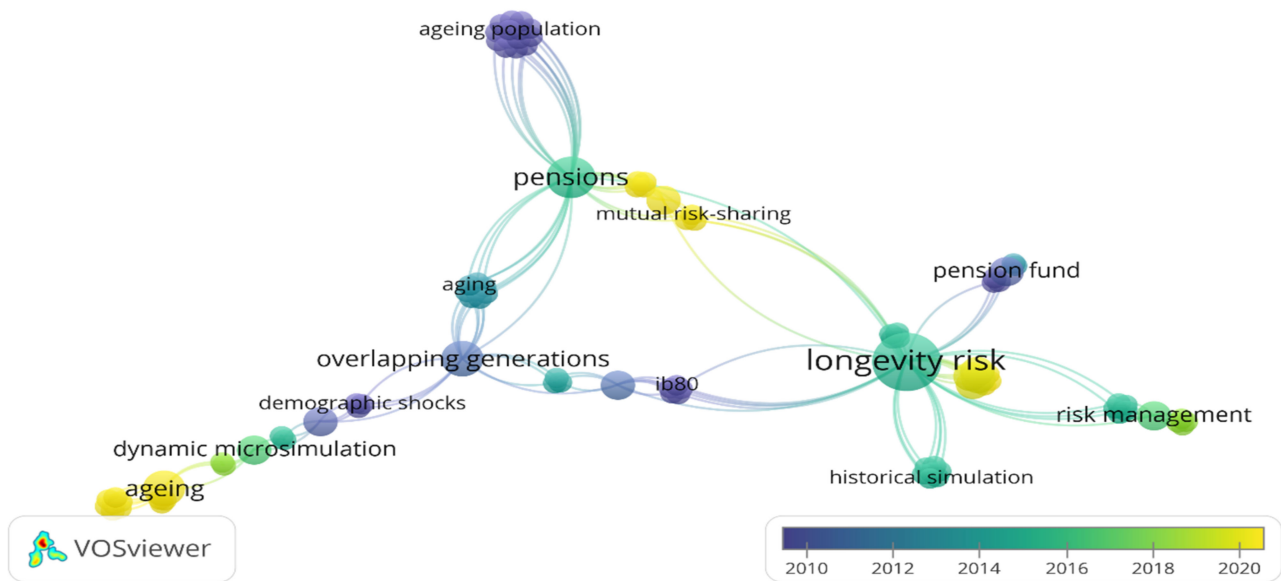 ageing population
pensions
mutual risk-sharing
pension fund
aging
overlapping generations
longevity risk
ib80
demographic shocks
risk management
dynamic microsimulation
historical simulation
ageing
VOSviewer
2010 2012 2014 2016 2018 2020